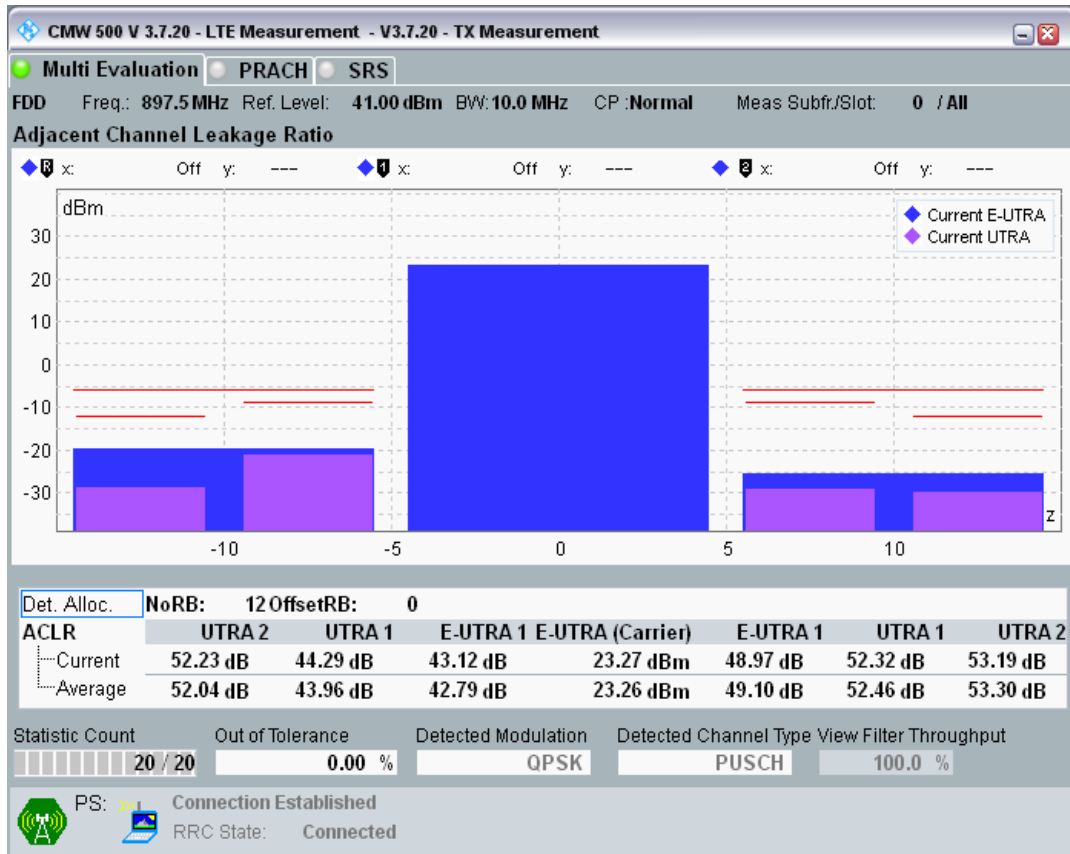 CMW 500 V 3.7.20 - LTE Measurement - V3.7.20 - TX Measurement
Multi Evaluation PRACH SRS
FDD Freq.: 897.5 MHz Ref. Level: 41.00 dBm BW: 10.0 MHz CP :Normal Meas Subfr./Slot: 0 / All
Adjacent Channel Leakage Ratio
R x: Off y: --- 1 x: Off y: --- 2 x: Off y: ---
dBm
Current E-UTRA
Current UTRA
30
20
10
0
-10
-20
-30
z
-10 -5 0 5 10
Det. Alloc. NoRB: 12 OffsetRB: 0
ACLR UTRA 2 UTRA 1 E-UTRA 1 E-UTRA (Carrier) E-UTRA 1 UTRA 1 UTRA 2
Current 52.23 dB 44.29 dB 43.12 dB 23.27 dBm 48.97 dB 52.32 dB 53.19 dB
Average 52.04 dB 43.96 dB 42.79 dB 23.26 dBm 49.10 dB 52.46 dB 53.30 dB
Statistic Count Out of Tolerance Detected Modulation Detected Channel Type View Filter Throughput
20 / 20 0.00 % QPSK PUSCH 100.0 %
PS: Connection Established
RRC State: Connected